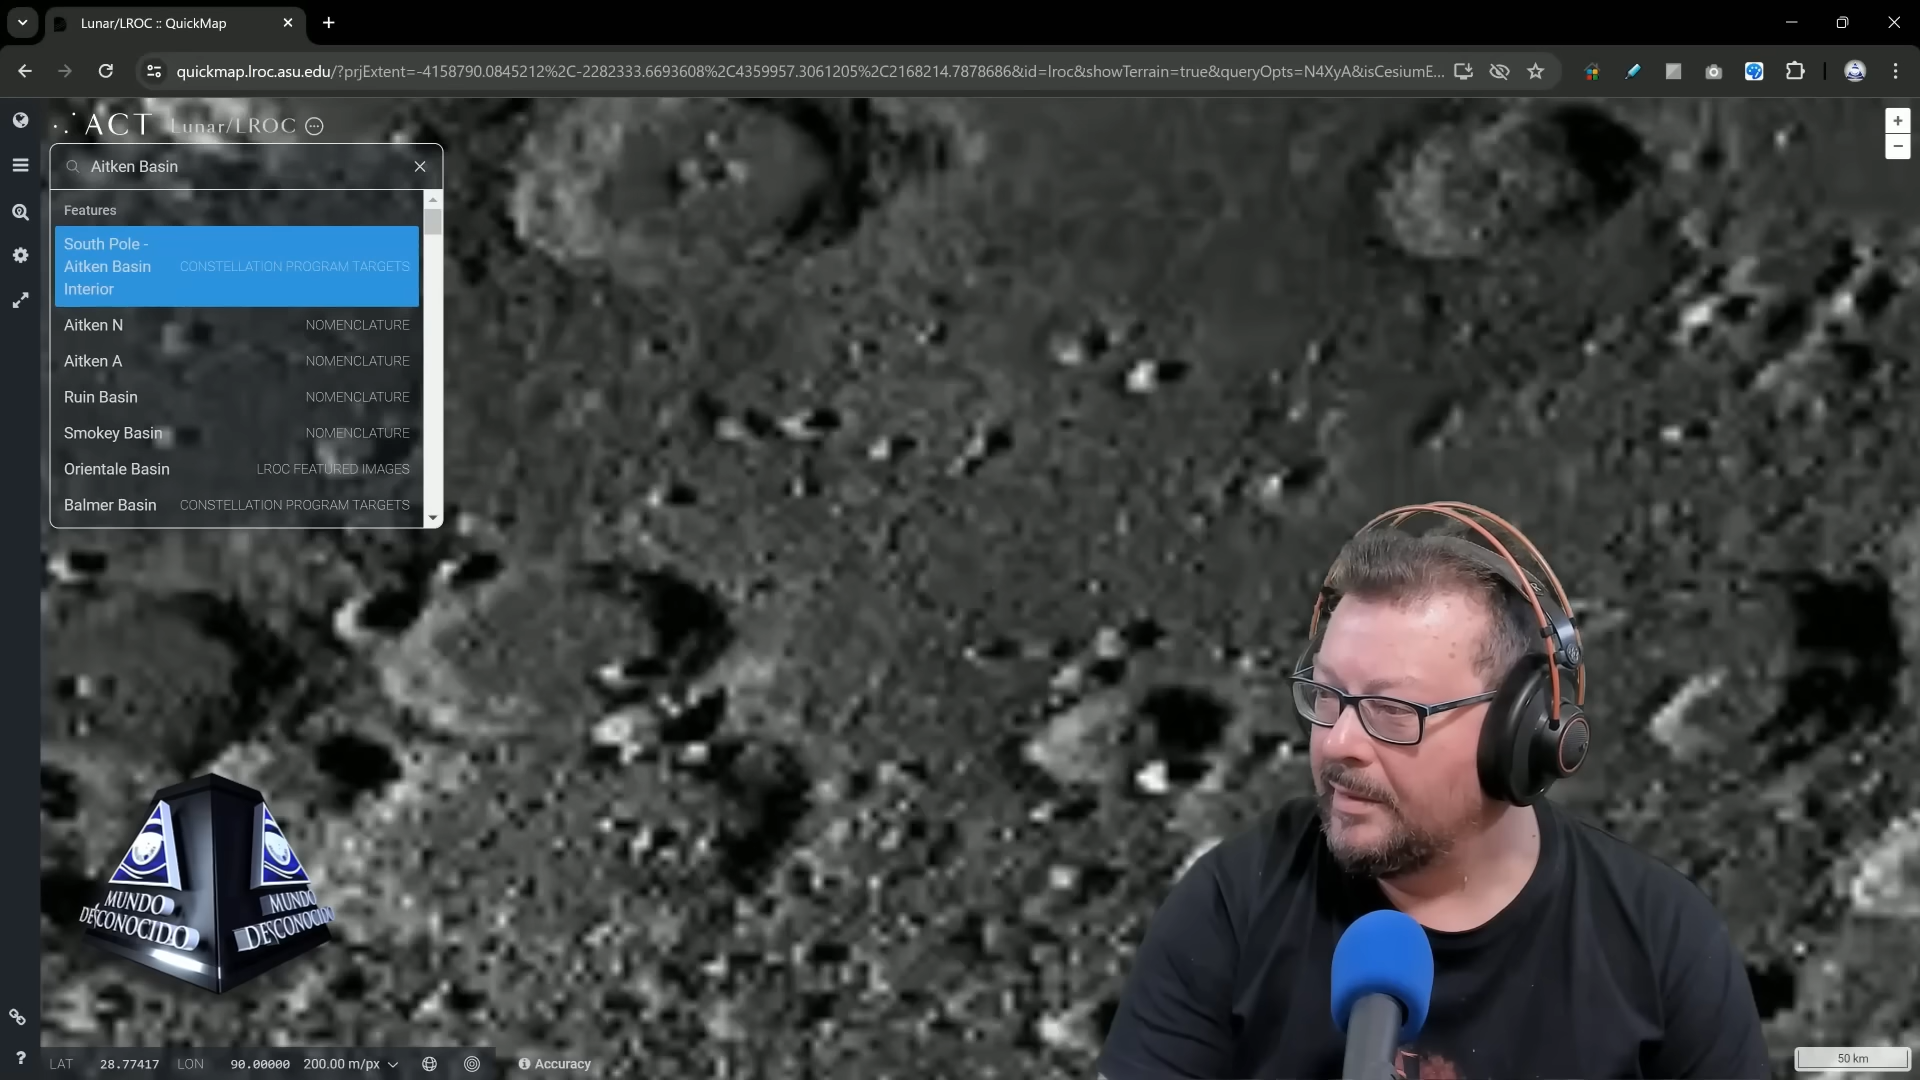 Lunar/LROC :: QuickMap
quickmap.lroc.asu.edu/?prjExtent=-4158790.0845212%2C-2282333.6693608%2C4359957.3061205%2C2168214.7878686&id=lroc&showTerrain=true&queryOpts=N4XyA&isCesiumE...
ACT Lunar/LROC
Aitken Basin
Features
South Pole -
Aitken Basin
Interior
CONSTELLATION PROGRAM TARGETS
Aitken N NOMENCLATURE
Aitken A NOMENCLATURE
Ruin Basin NOMENCLATURE
Smokey Basin NOMENCLATURE
Orientale Basin LROC FEATURED IMAGES
Balmer Basin CONSTELLATION PROGRAM TARGETS
MUNDO
DESCONOCIDO
MUNDO
DESCONOCIDO
LAT 28.77417 LON 90.00000 200.00 m/px Accuracy
50 km